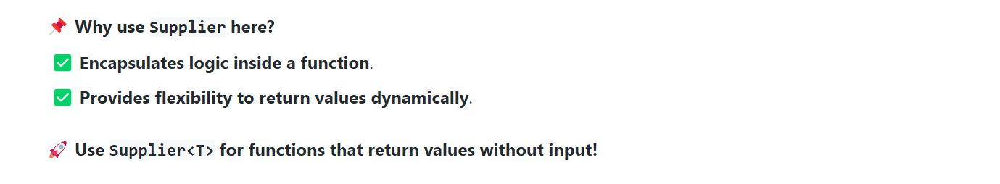 📌 Why use Supplier here?
✅ Encapsulates logic inside a function.
✅ Provides flexibility to return values dynamically.
🚀 Use Supplier<T> for functions that return values without input!